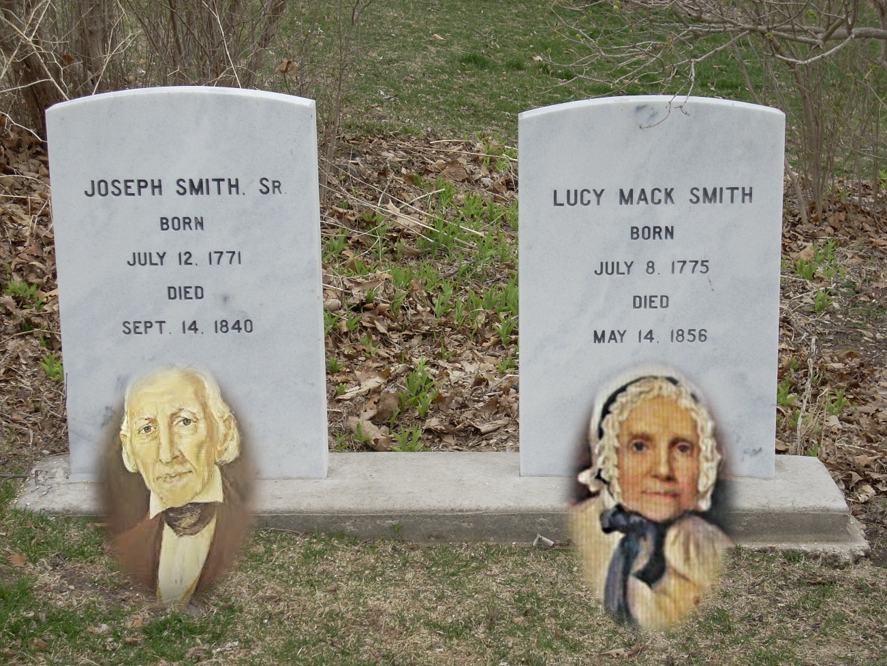 JOSEPH SMITH, Sr.
BORN
JULY 12, 1771
DIED
SEPT. 14, 1840
LUCY MACK SMITH
BORN
JULY 8, 1775
DIED
MAY 14, 1856